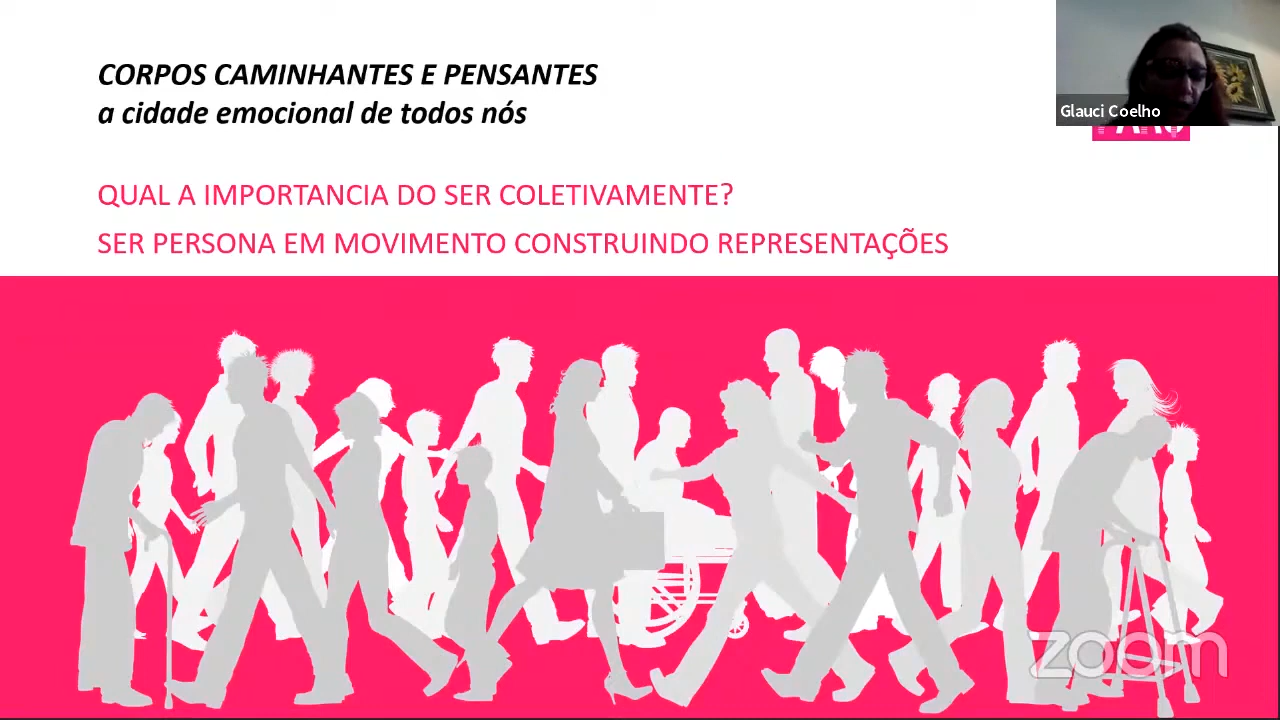 CORPOS CAMINHANTES E PENSANTES
a cidade emocional de todos nós
Glauci Coelho
QUAL A IMPORTANCIA DO SER COLETIVAMENTE?
SER PERSONA EM MOVIMENTO CONSTRUINDO REPRESENTAÇÕES
zoom